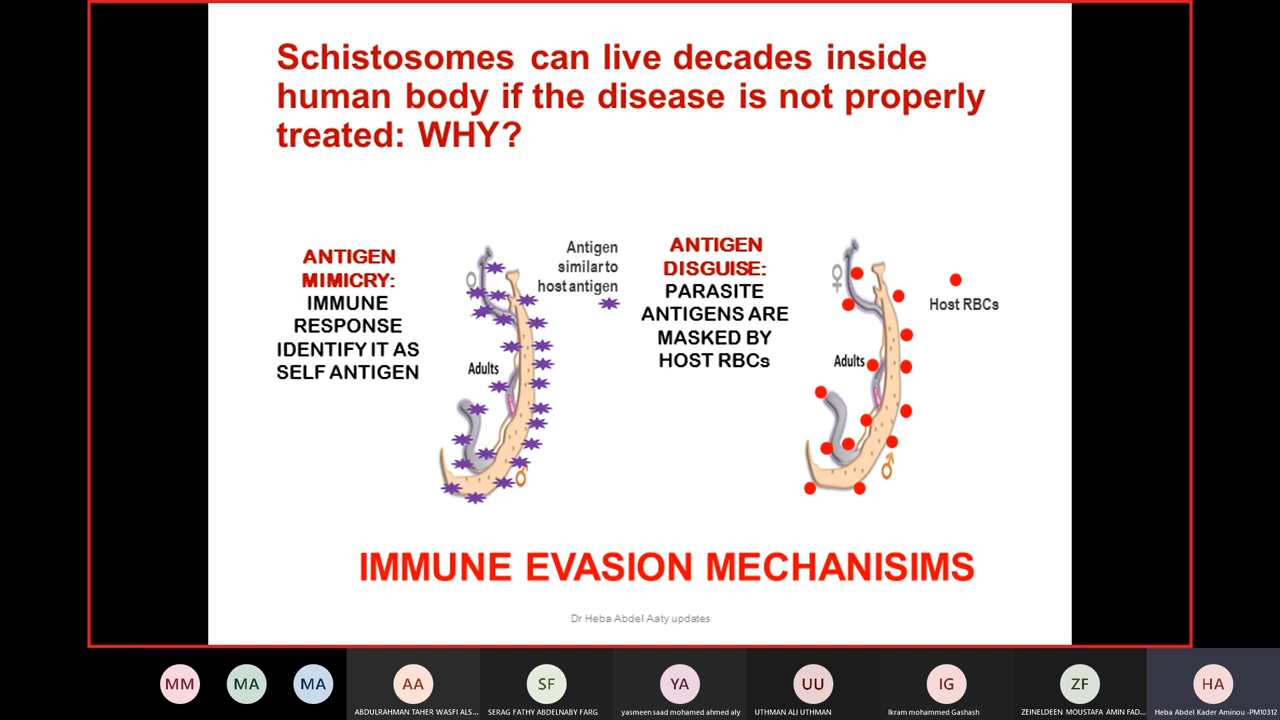 Schistosomes can live decades inside
human body if the disease is not properly
treated: WHY?
ANTIGEN
MIMICRY:
IMMUNE
RESPONSE
IDENTIFY IT AS
SELF ANTIGEN
Antigen
similar to
host antigen
♀
Adults
♂
ANTIGEN
DISGUISE:
PARASITE
ANTIGENS ARE
MASKED BY
HOST RBCs
♀
Host RBCs
Adults
♂
IMMUNE EVASION MECHANISIMS
Dr Heba Abdel Aaty updates
MM
MA
MA
AA
SF
YA
UU
IG
ZF
HA
ABDULRAHMAN TAHER WASFI ALS...
SERAG FATHY ABDELNABY FARG
yasmeen saad mohamed ahmed aly
UTHMAN ALI UTHMAN
Ikram mohammed Gashash
ZEINELDEEN MOUSTAFA AMIN FAD...
Heba Abdel Kader Aminou -PM10312